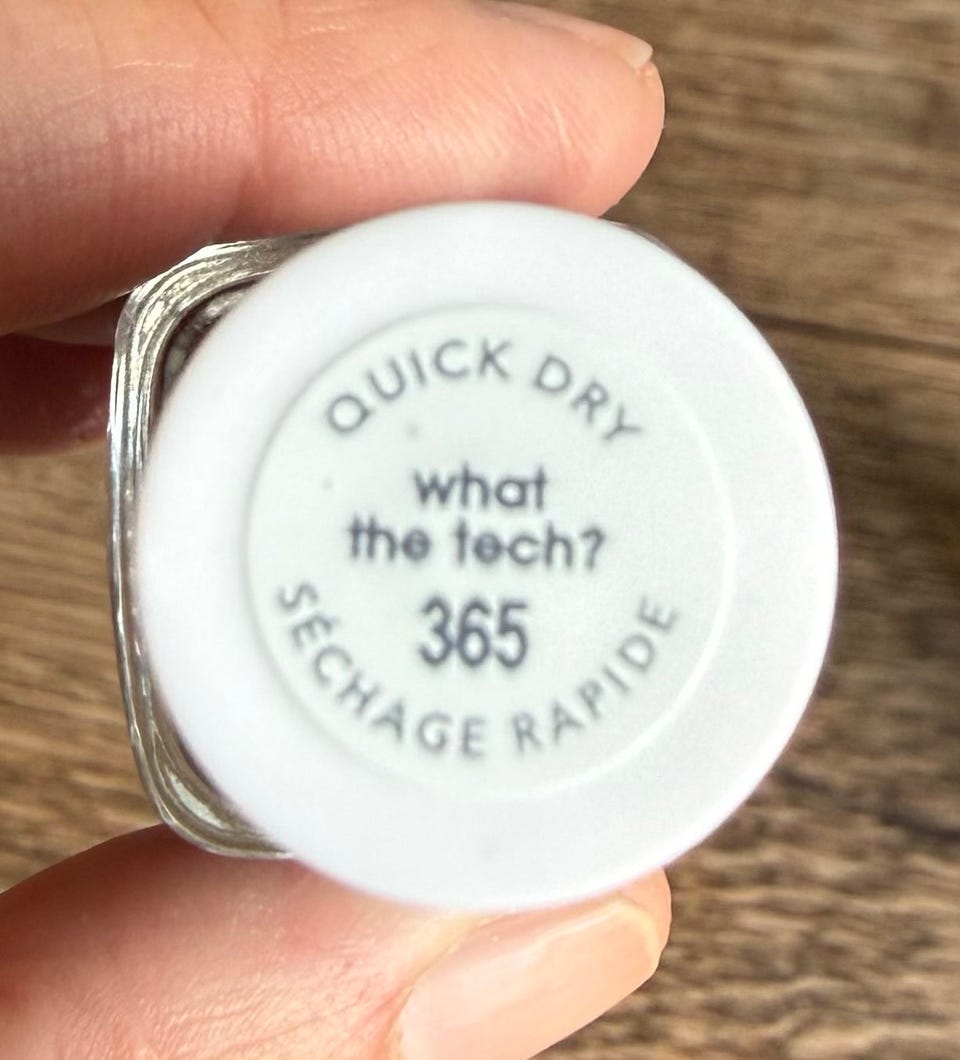 QUICK DRY
what
the tech?
365
SÉCHAGE RAPIDE